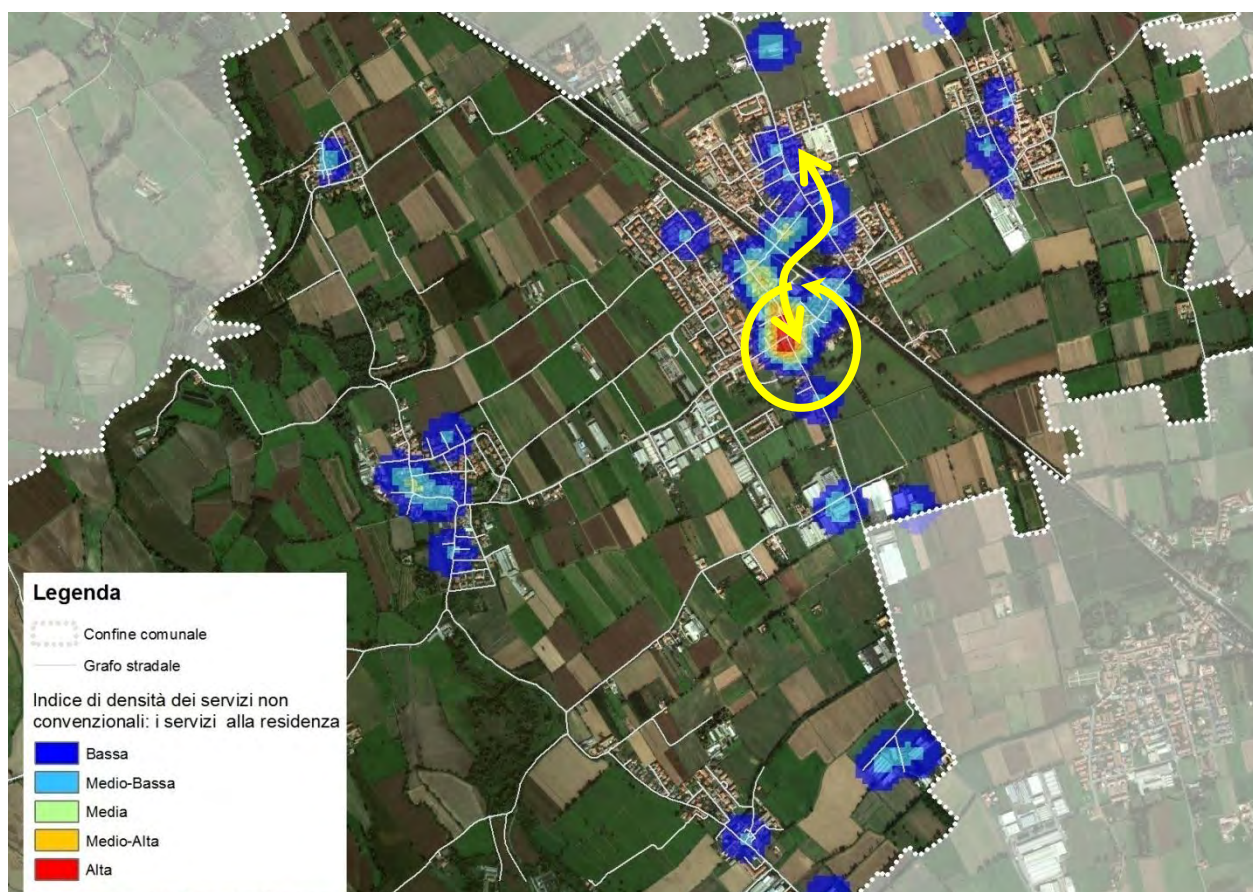 Legenda
Confine comunale
Grafo stradale
Indice di densità dei servizi non
convenzionali: i servizi alla residenza
Bassa
Medio-Bassa
Media
Medio-Alta
Alta